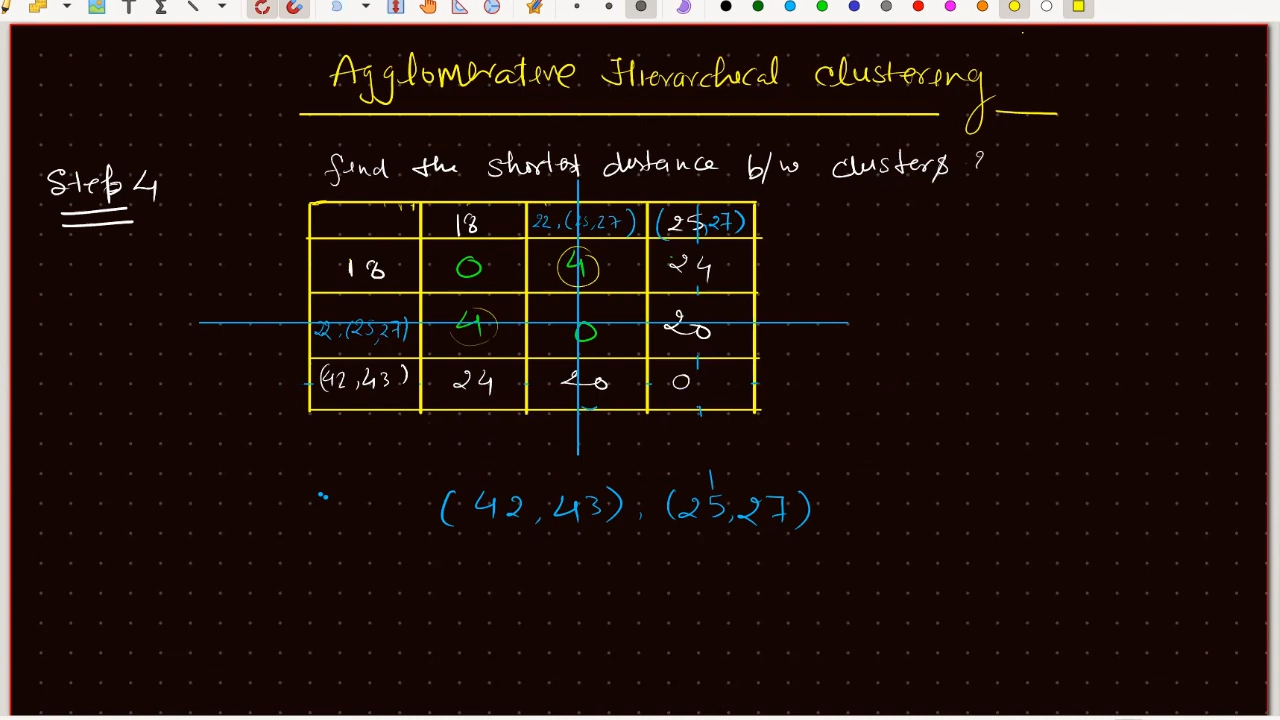 Agglomerative Hierarchical clustering
Step 4
find the shortest distance b/w clusters ?
18 22,(25,27) (25,27)
18 0 4 24
22,(25,27) 4 0 20
(42,43) 24 20 0
(42,43), (25,27)